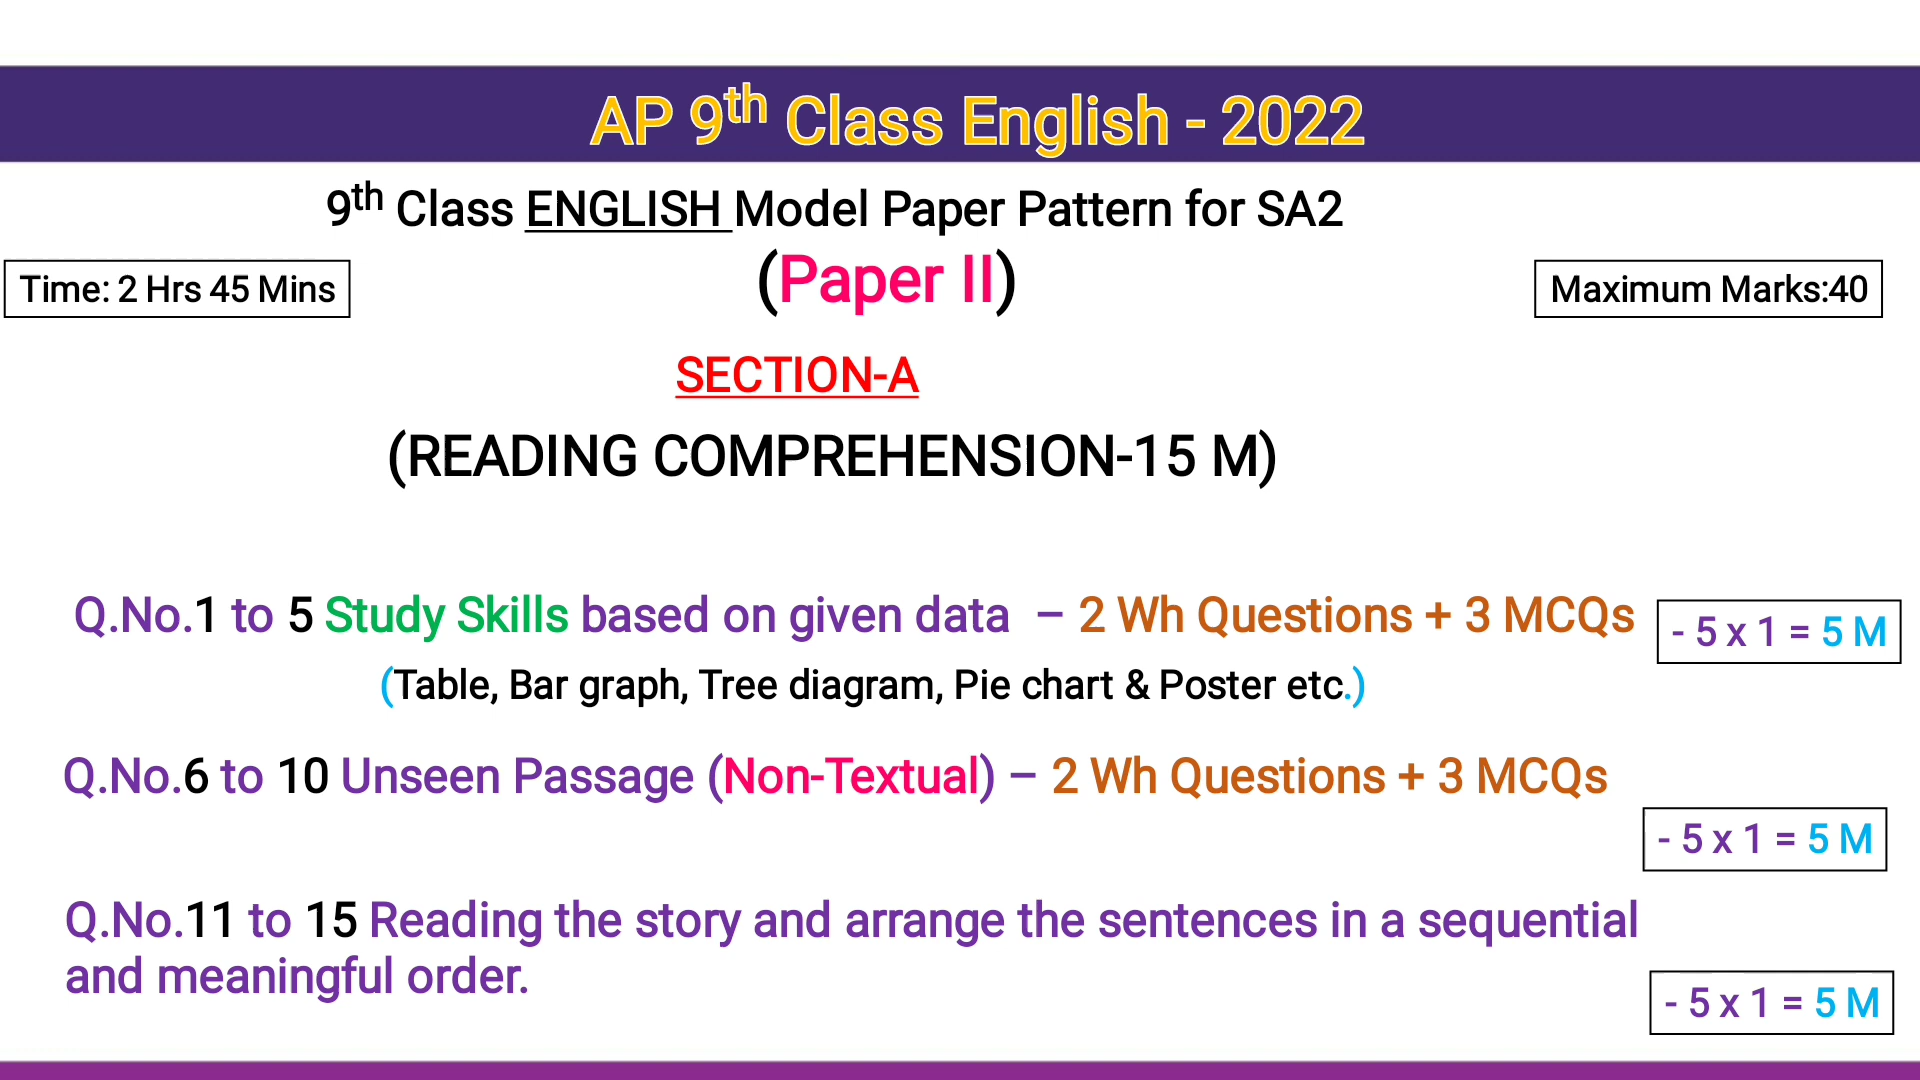 AP 9th Class English - 2022
9th Class ENGLISH Model Paper Pattern for SA2
(Paper II)
Time: 2 Hrs 45 Mins
Maximum Marks:40
SECTION-A
(READING COMPREHENSION-15 M)
Q.No.1 to 5 Study Skills based on given data – 2 Wh Questions + 3 MCQs
- 5 x 1 = 5 M
(Table, Bar graph, Tree diagram, Pie chart & Poster etc.)
Q.No.6 to 10 Unseen Passage (Non-Textual) – 2 Wh Questions + 3 MCQs
- 5 x 1 = 5 M
Q.No.11 to 15 Reading the story and arrange the sentences in a sequential
and meaningful order.
- 5 x 1 = 5 M